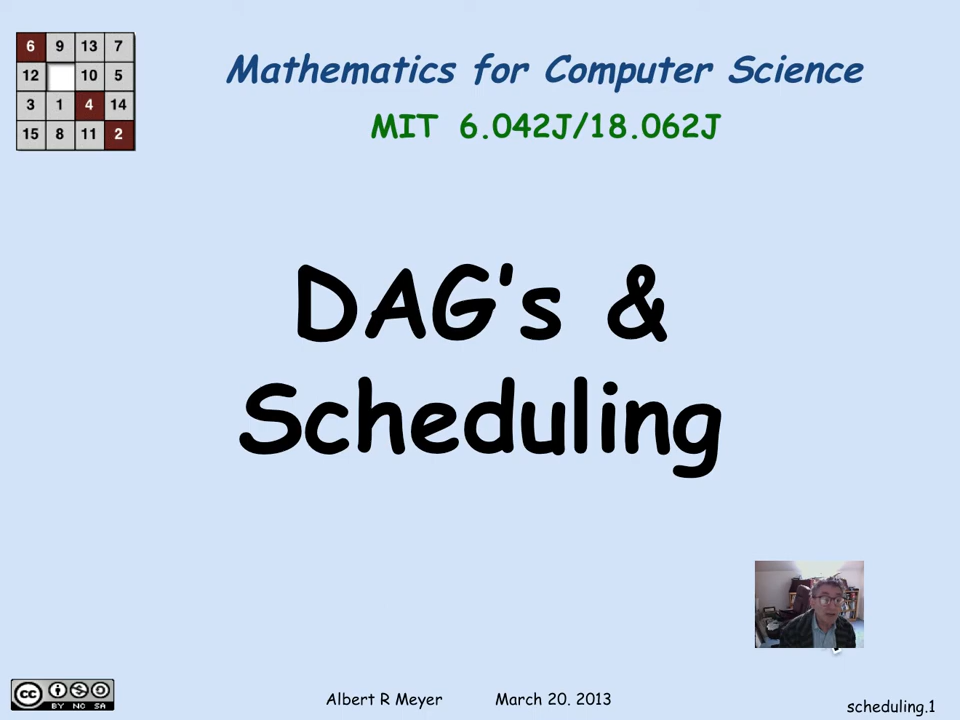 6 9 13 7
12 10 5
3 1 4 14
15 8 11 2
Mathematics for Computer Science
MIT 6.042J/18.062J
DAG's &
Scheduling
cc
BY NC SA
Albert R Meyer March 20. 2013
scheduling.1